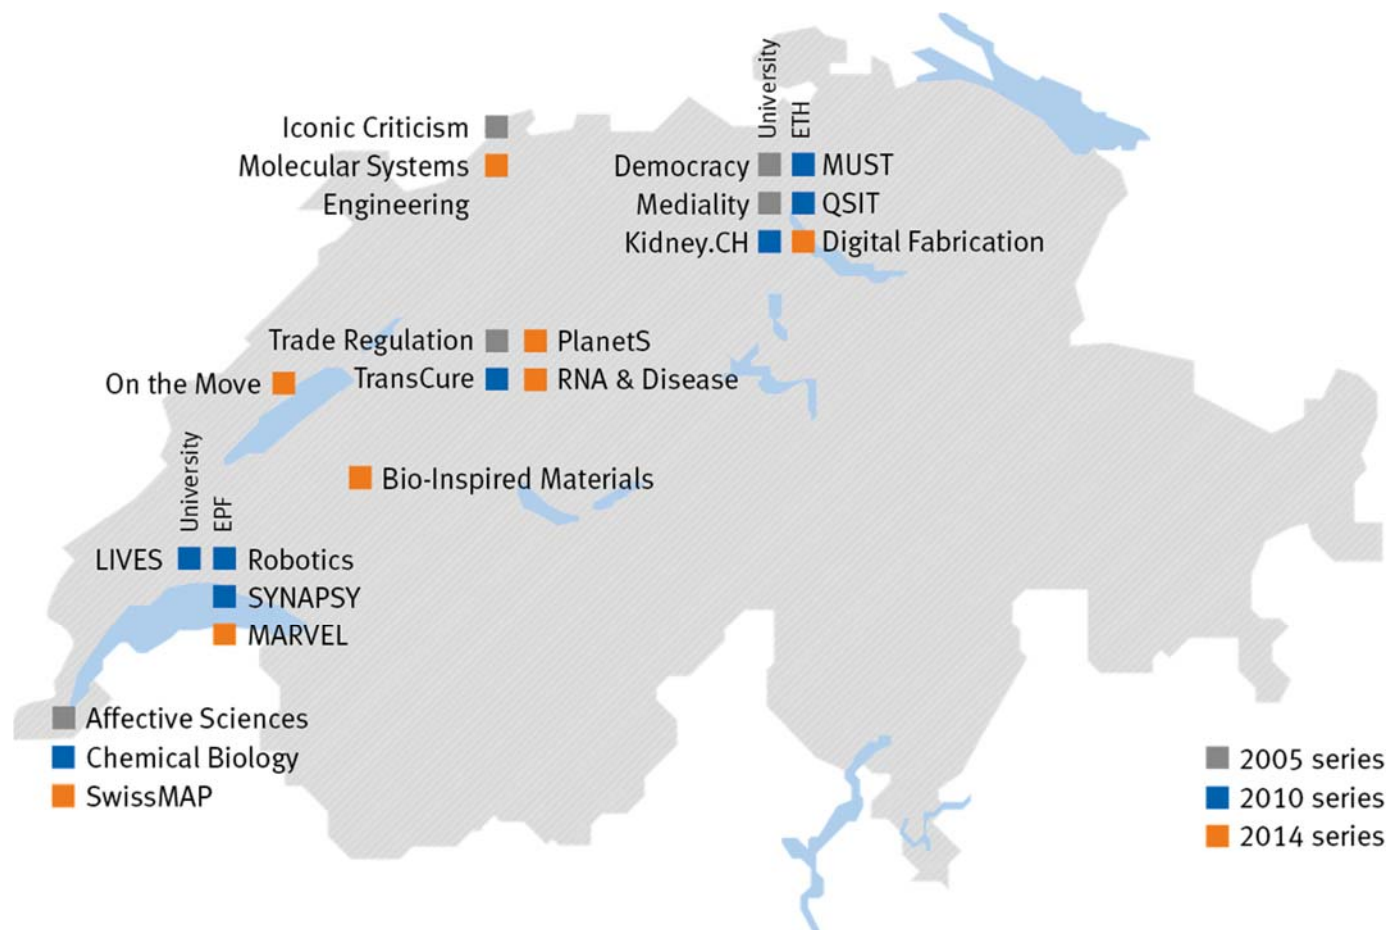 University
ETH
Iconic Criticism
Molecular Systems
Engineering
Democracy
MUST
Mediality
QSIT
Kidney.CH
Digital Fabrication
Trade Regulation
PlanetS
TransCure
RNA & Disease
On the Move
University
EPF
Bio-Inspired Materials
LIVES
Robotics
SYNAPSY
MARVEL
Affective Sciences
Chemical Biology
SwissMAP
2005 series
2010 series
2014 series